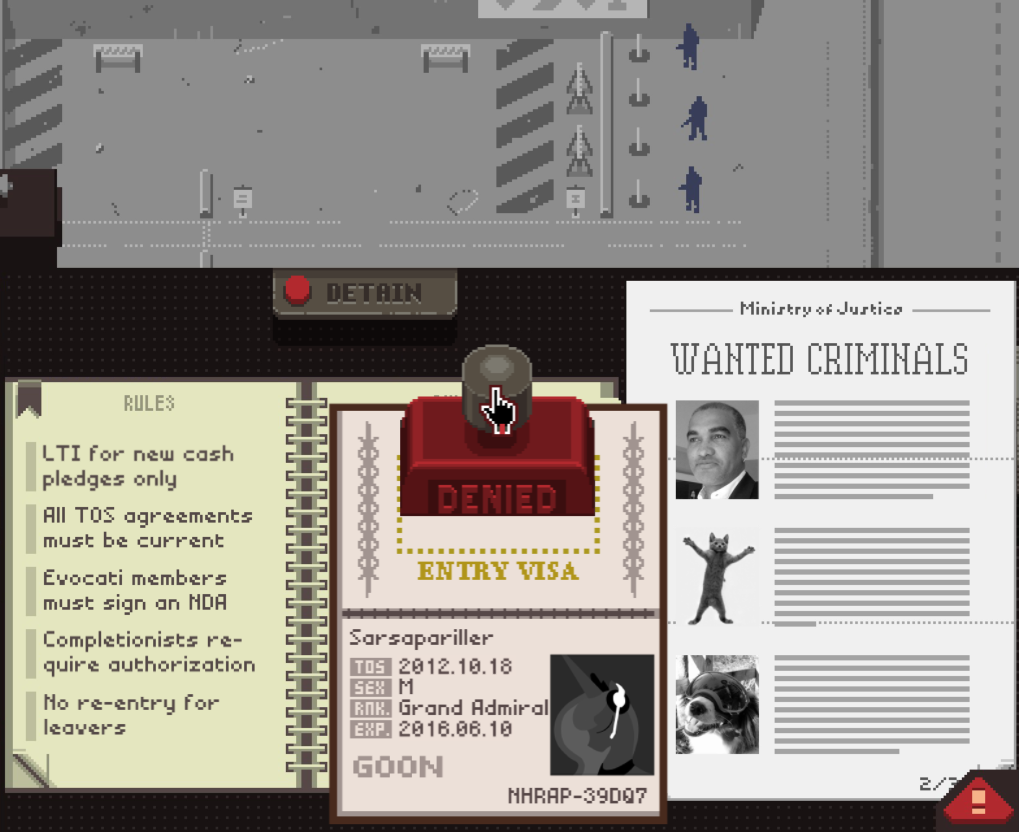 DETAIN
Ministry of Justice
WANTED CRIMINALS
RULES
LTI for new cash
pledges only
All TOS agreements
must be current
Evocati members
must sign an NDA
Completionists re-
quire authorization
No re-entry for
leavers
DENIED
ENTRY VISA
Sarsapariller
TOS 2012.10.18
SEX M
RNK. Grand Admiral
EXP. 2016.06.10
GOON
NHRAP-39DQ7